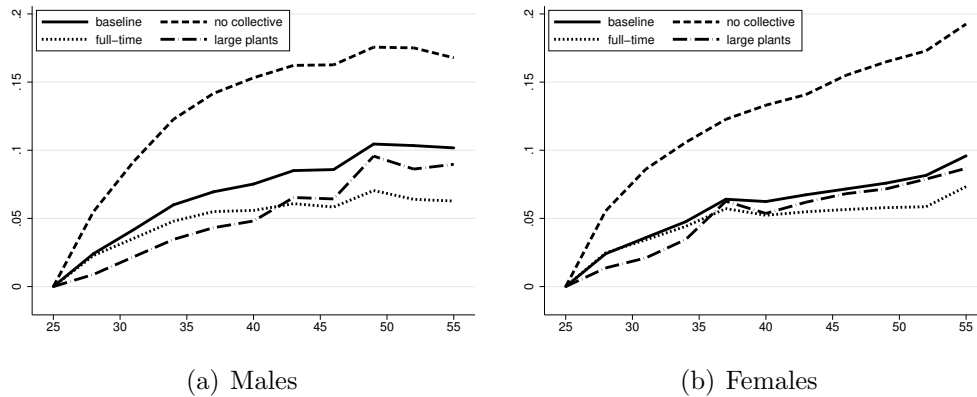 baseline no collective
full-time large plants
.2
.15
.1
.05
0
25 30 35 40 45 50 55
(a) Males
baseline no collective
full-time large plants
.2
.15
.1
.05
0
25 30 35 40 45 50 55
(b) Females